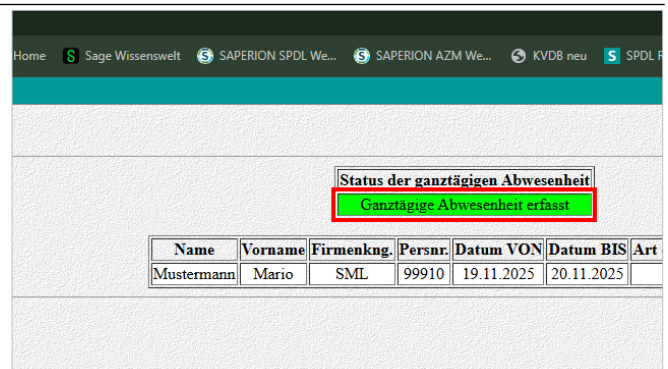 Home Sage Wissenswelt SAPERION SPDL We... SAPERION AZM We... KVDB neu SPDL
Status der ganztägigen Abwesenheit
Ganztägige Abwesenheit erfasst
Name Vorname Firmenkng. Persnr. Datum VON Datum BIS Art
Mustermann Mario SML 99910 19.11.2025 20.11.2025